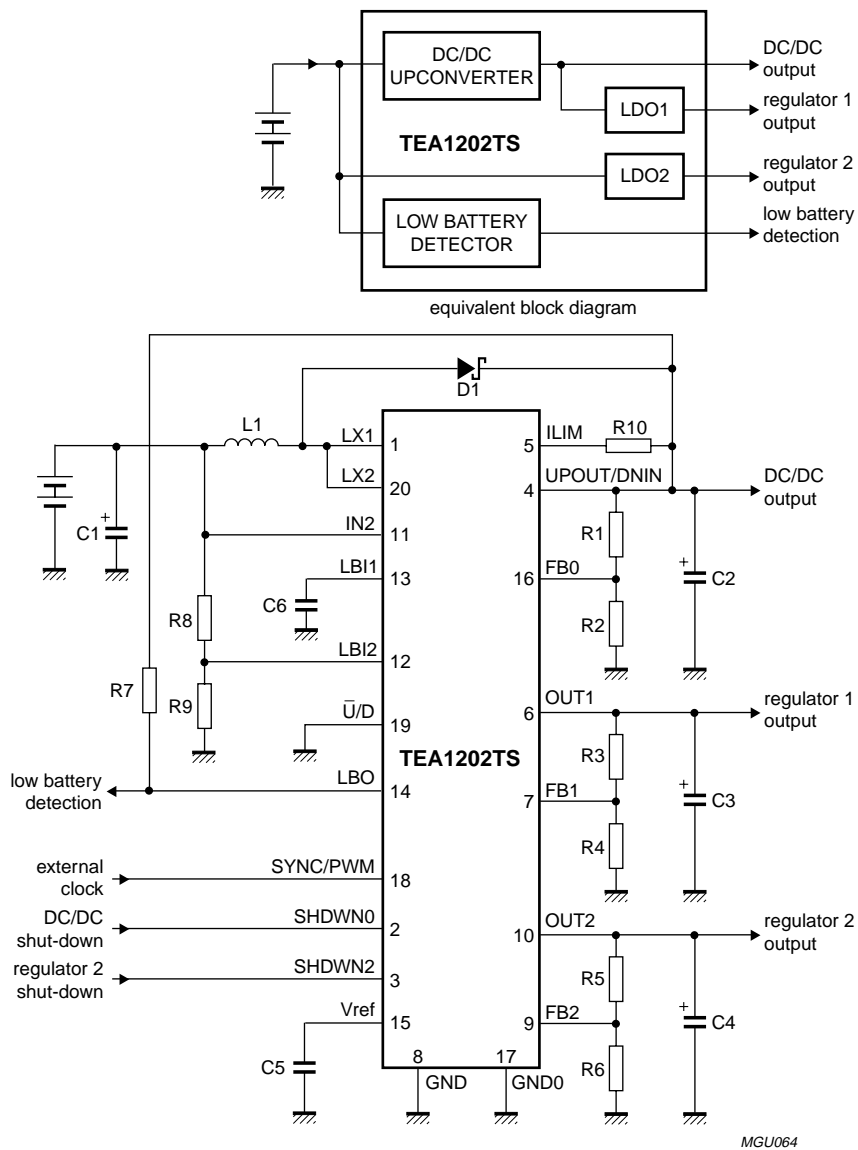 DC/DC
UPCONVERTER
DC/DC
output
LDO1
regulator 1
output
TEA1202TS
LDO2
regulator 2
output
LOW BATTERY
DETECTOR
low battery
detection
equivalent block diagram
D1
L1
LX1
1
5
ILIM
R10
LX2
20
4
UPOUT/DNIN
DC/DC
output
C1
+
IN2
11
R1
+
C2
LBI1
13
16
FB0
C6
R8
R2
LBI2
12
R7
R9
U̅/D
19
6
OUT1
regulator 1
output
TEA1202TS
R3
+
C3
low battery
detection
LBO
14
7
FB1
R4
external
clock
SYNC/PWM
18
DC/DC
shut-down
SHDWN0
2
10
OUT2
regulator 2
output
regulator 2
shut-down
SHDWN2
3
R5
+
C4
Vref
15
9
FB2
C5
R6
8
17
GND
GND0
MGU064